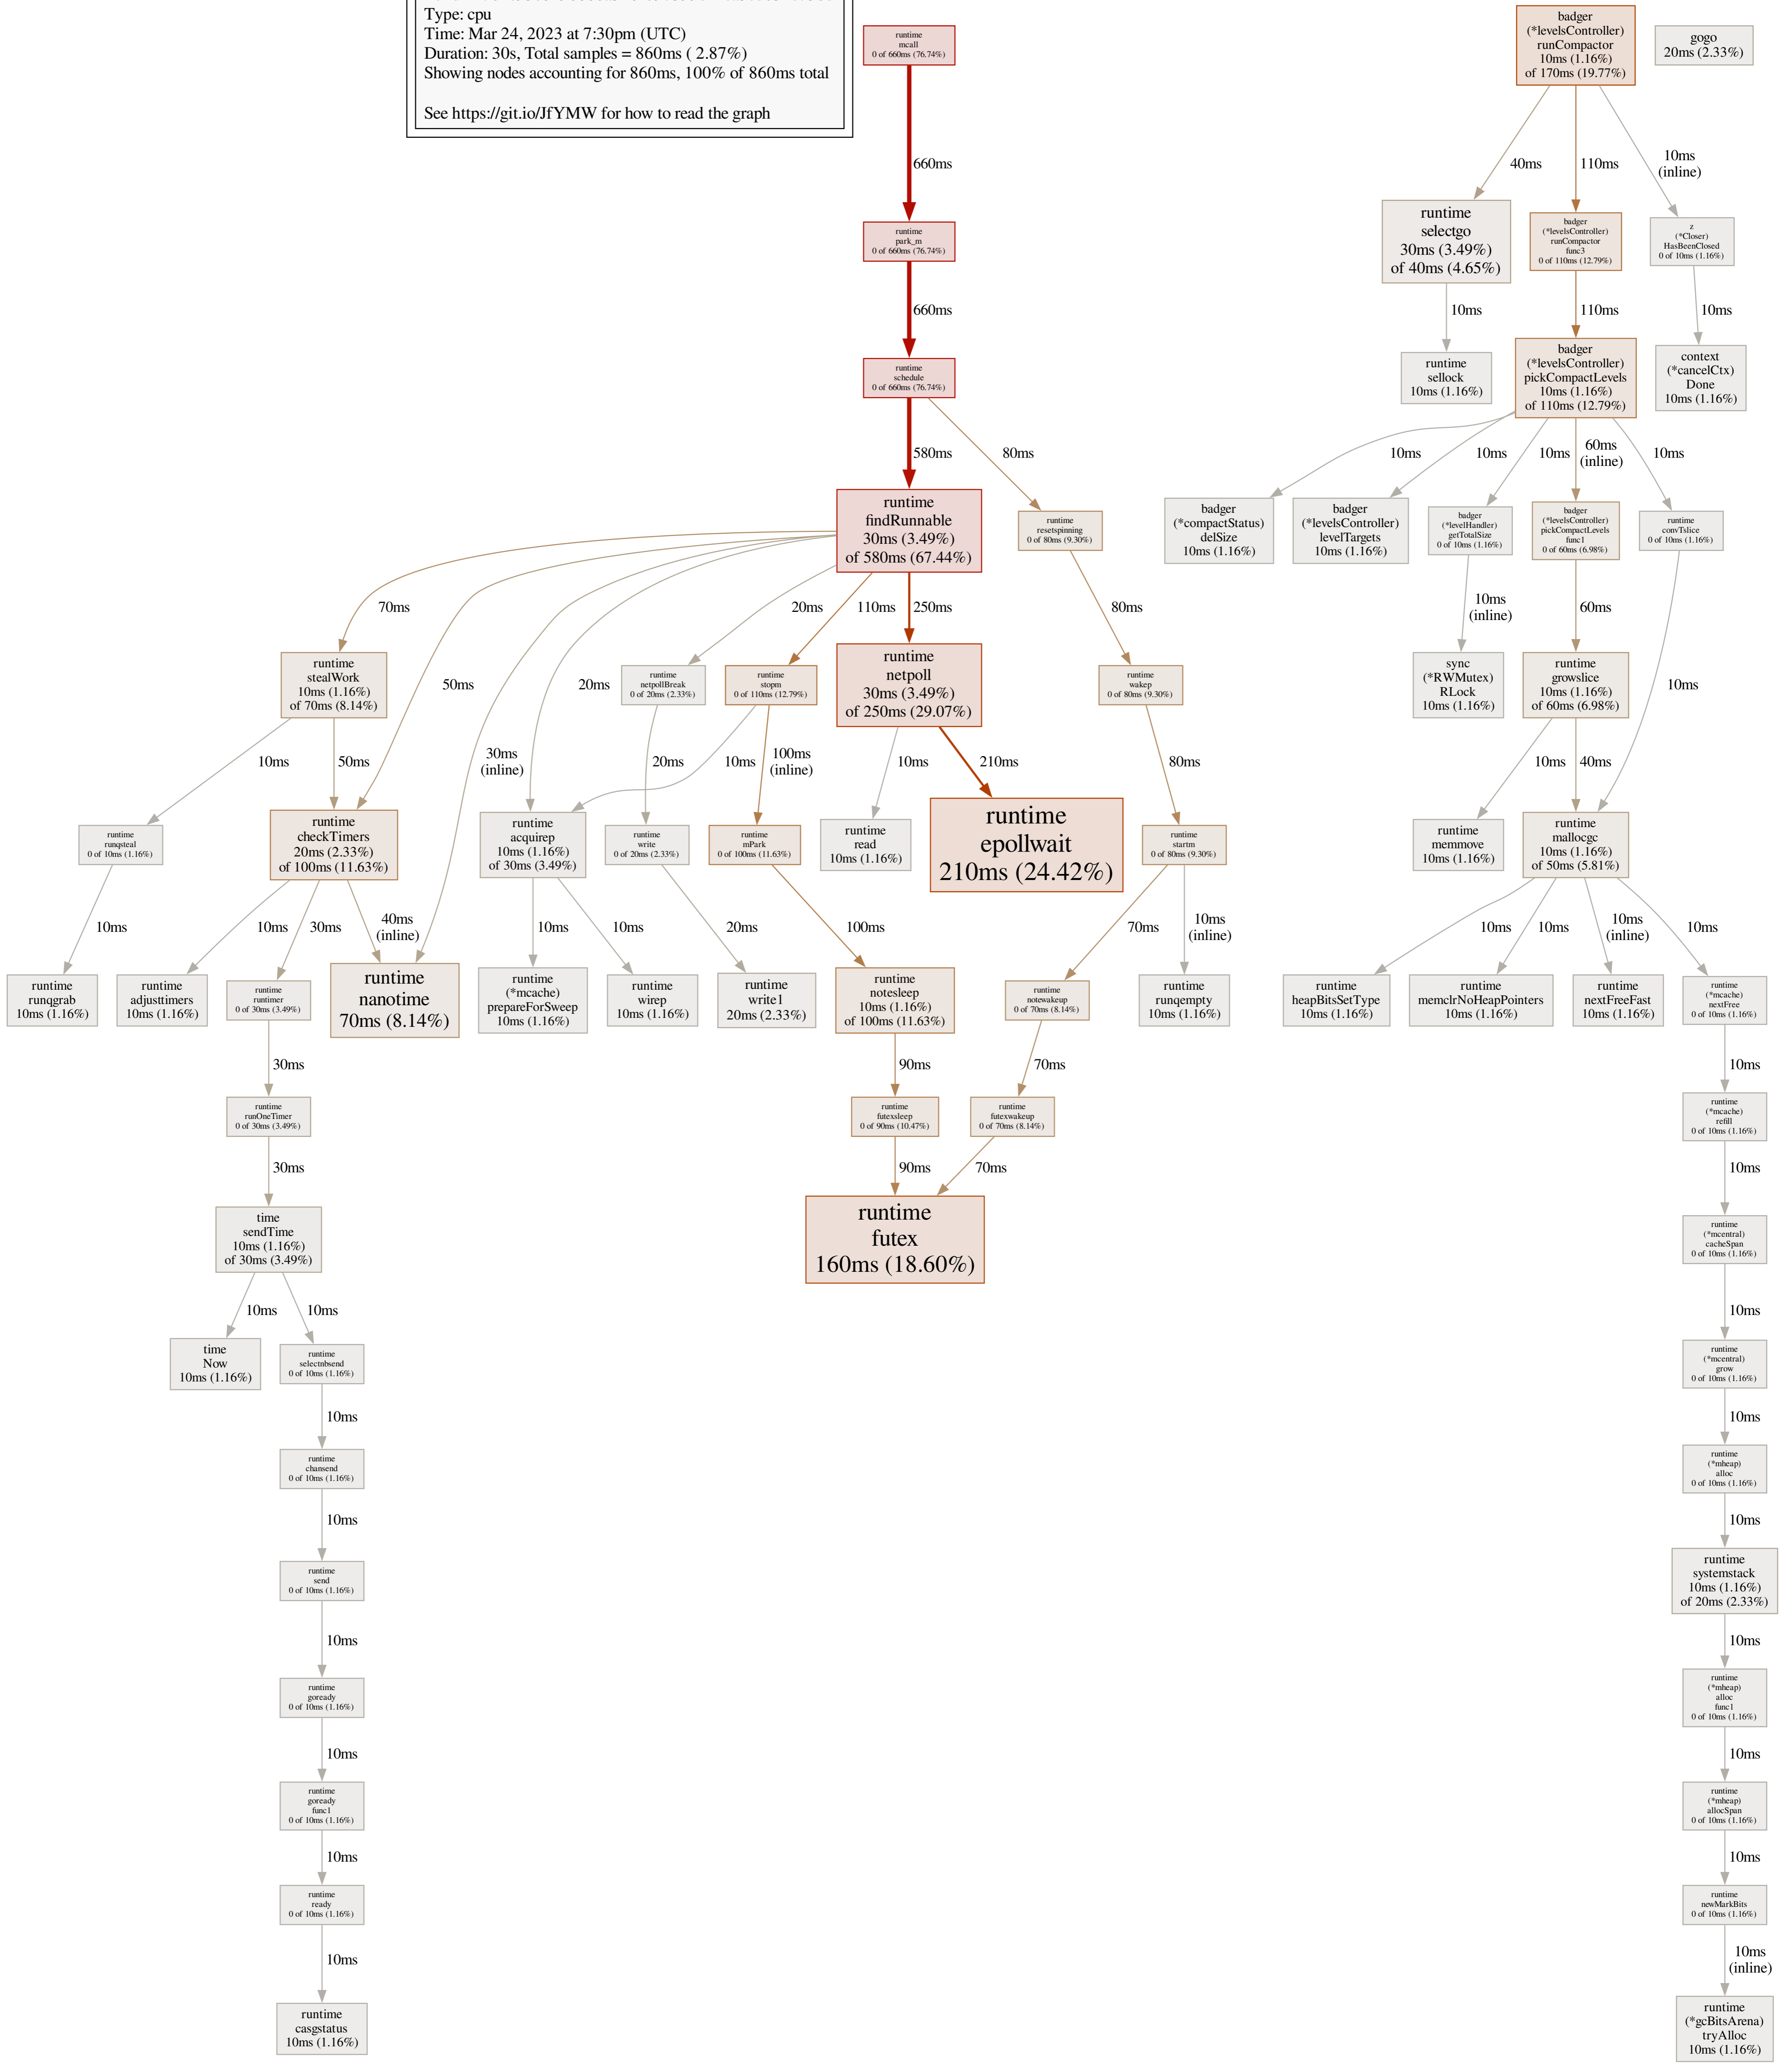 Type: cpu
Time: Mar 24, 2023 at 7:30pm (UTC)
Duration: 30s, Total samples = 860ms ( 2.87%)
Showing nodes accounting for 860ms, 100% of 860ms total
See https://git.io/JfYMW for how to read the graph
runtime
mcall
0 of 660ms (76.74%)
badger
(*levelsController)
runCompactor
10ms (1.16%)
of 170ms (19.77%)
gogo
20ms (2.33%)
660ms
40ms
110ms
10ms
(inline)
runtime
park_m
0 of 660ms (76.74%)
runtime
selectgo
30ms (3.49%)
of 40ms (4.65%)
badger
(*levelsController)
runCompactor
func3
0 of 110ms (12.79%)
z
(*Closer)
HasBeenClosed
0 of 10ms (1.16%)
660ms
10ms
110ms
10ms
runtime
schedule
0 of 660ms (76.74%)
runtime
sellock
10ms (1.16%)
badger
(*levelsController)
pickCompactLevels
10ms (1.16%)
of 110ms (12.79%)
context
(*cancelCtx)
Done
10ms (1.16%)
580ms
80ms
10ms
10ms
10ms
60ms
(inline)
10ms
runtime
findRunnable
30ms (3.49%)
of 580ms (67.44%)
runtime
resetspinning
0 of 80ms (9.30%)
badger
(*compactStatus)
delSize
10ms (1.16%)
badger
(*levelsController)
levelTargets
10ms (1.16%)
badger
(*levelHandler)
getTotalSize
0 of 10ms (1.16%)
badger
(*levelsController)
pickCompactLevels
func1
0 of 60ms (6.98%)
runtime
convTslice
0 of 10ms (1.16%)
70ms
50ms
30ms
(inline)
20ms
20ms
110ms
250ms
80ms
10ms
(inline)
60ms
10ms
runtime
stealWork
10ms (1.16%)
of 70ms (8.14%)
runtime
netpollBreak
0 of 20ms (2.33%)
runtime
stopm
0 of 110ms (12.79%)
runtime
netpoll
30ms (3.49%)
of 250ms (29.07%)
runtime
wakep
0 of 80ms (9.30%)
sync
(*RWMutex)
RLock
10ms (1.16%)
runtime
growslice
10ms (1.16%)
of 60ms (6.98%)
10ms
50ms
20ms
10ms
100ms
(inline)
10ms
210ms
80ms
10ms
40ms
runtime
runqsteal
0 of 10ms (1.16%)
runtime
checkTimers
20ms (2.33%)
of 100ms (11.63%)
runtime
acquirep
10ms (1.16%)
of 30ms (3.49%)
runtime
write
0 of 20ms (2.33%)
runtime
mPark
0 of 100ms (11.63%)
runtime
read
10ms (1.16%)
runtime
epollwait
210ms (24.42%)
runtime
startm
0 of 80ms (9.30%)
runtime
memmove
10ms (1.16%)
runtime
mallocgc
10ms (1.16%)
of 50ms (5.81%)
10ms
10ms
30ms
40ms
(inline)
10ms
10ms
20ms
100ms
70ms
10ms
(inline)
10ms
10ms
10ms
(inline)
10ms
runtime
runqgrab
10ms (1.16%)
runtime
adjusttimers
10ms (1.16%)
runtime
runtimer
0 of 30ms (3.49%)
runtime
nanotime
70ms (8.14%)
runtime
(*mcache)
prepareForSweep
10ms (1.16%)
runtime
wirep
10ms (1.16%)
runtime
write1
20ms (2.33%)
runtime
notesleep
10ms (1.16%)
of 100ms (11.63%)
runtime
notewakeup
0 of 70ms (8.14%)
runtime
runqempty
10ms (1.16%)
runtime
heapBitsSetType
10ms (1.16%)
runtime
memclrNoHeapPointers
10ms (1.16%)
runtime
nextFreeFast
10ms (1.16%)
runtime
(*mcache)
nextFree
0 of 10ms (1.16%)
30ms
90ms
70ms
10ms
runtime
runOneTimer
0 of 30ms (3.49%)
runtime
futexsleep
0 of 90ms (10.47%)
runtime
futexwakeup
0 of 70ms (8.14%)
runtime
(*mcache)
refill
0 of 10ms (1.16%)
30ms
90ms
70ms
10ms
time
sendTime
10ms (1.16%)
of 30ms (3.49%)
runtime
futex
160ms (18.60%)
runtime
(*mcentral)
cacheSpan
0 of 10ms (1.16%)
10ms
10ms
10ms
time
Now
10ms (1.16%)
runtime
selectnbsend
0 of 10ms (1.16%)
runtime
(*mcentral)
grow
0 of 10ms (1.16%)
10ms
10ms
runtime
chansend
0 of 10ms (1.16%)
runtime
(*mheap)
alloc
0 of 10ms (1.16%)
10ms
10ms
runtime
send
0 of 10ms (1.16%)
runtime
systemstack
10ms (1.16%)
of 20ms (2.33%)
10ms
10ms
runtime
goready
0 of 10ms (1.16%)
runtime
(*mheap)
alloc
func1
0 of 10ms (1.16%)
10ms
10ms
runtime
goready
func1
0 of 10ms (1.16%)
runtime
(*mheap)
allocSpan
0 of 10ms (1.16%)
10ms
10ms
runtime
ready
0 of 10ms (1.16%)
runtime
newMarkBits
0 of 10ms (1.16%)
10ms
10ms
(inline)
runtime
casgstatus
10ms (1.16%)
runtime
(*gcBitsArena)
tryAlloc
10ms (1.16%)